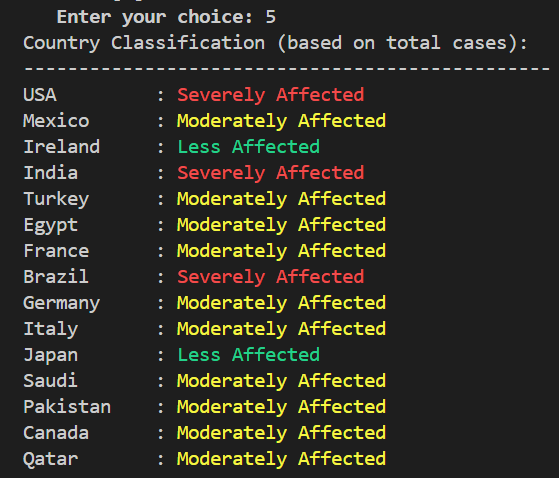 Enter your choice: 5
Country Classification (based on total cases):
------------------------------------------------
USA : Severely Affected
Mexico : Moderately Affected
Ireland : Less Affected
India : Severely Affected
Turkey : Moderately Affected
Egypt : Moderately Affected
France : Moderately Affected
Brazil : Severely Affected
Germany : Moderately Affected
Italy : Moderately Affected
Japan : Less Affected
Saudi : Moderately Affected
Pakistan : Moderately Affected
Canada : Moderately Affected
Qatar : Moderately Affected